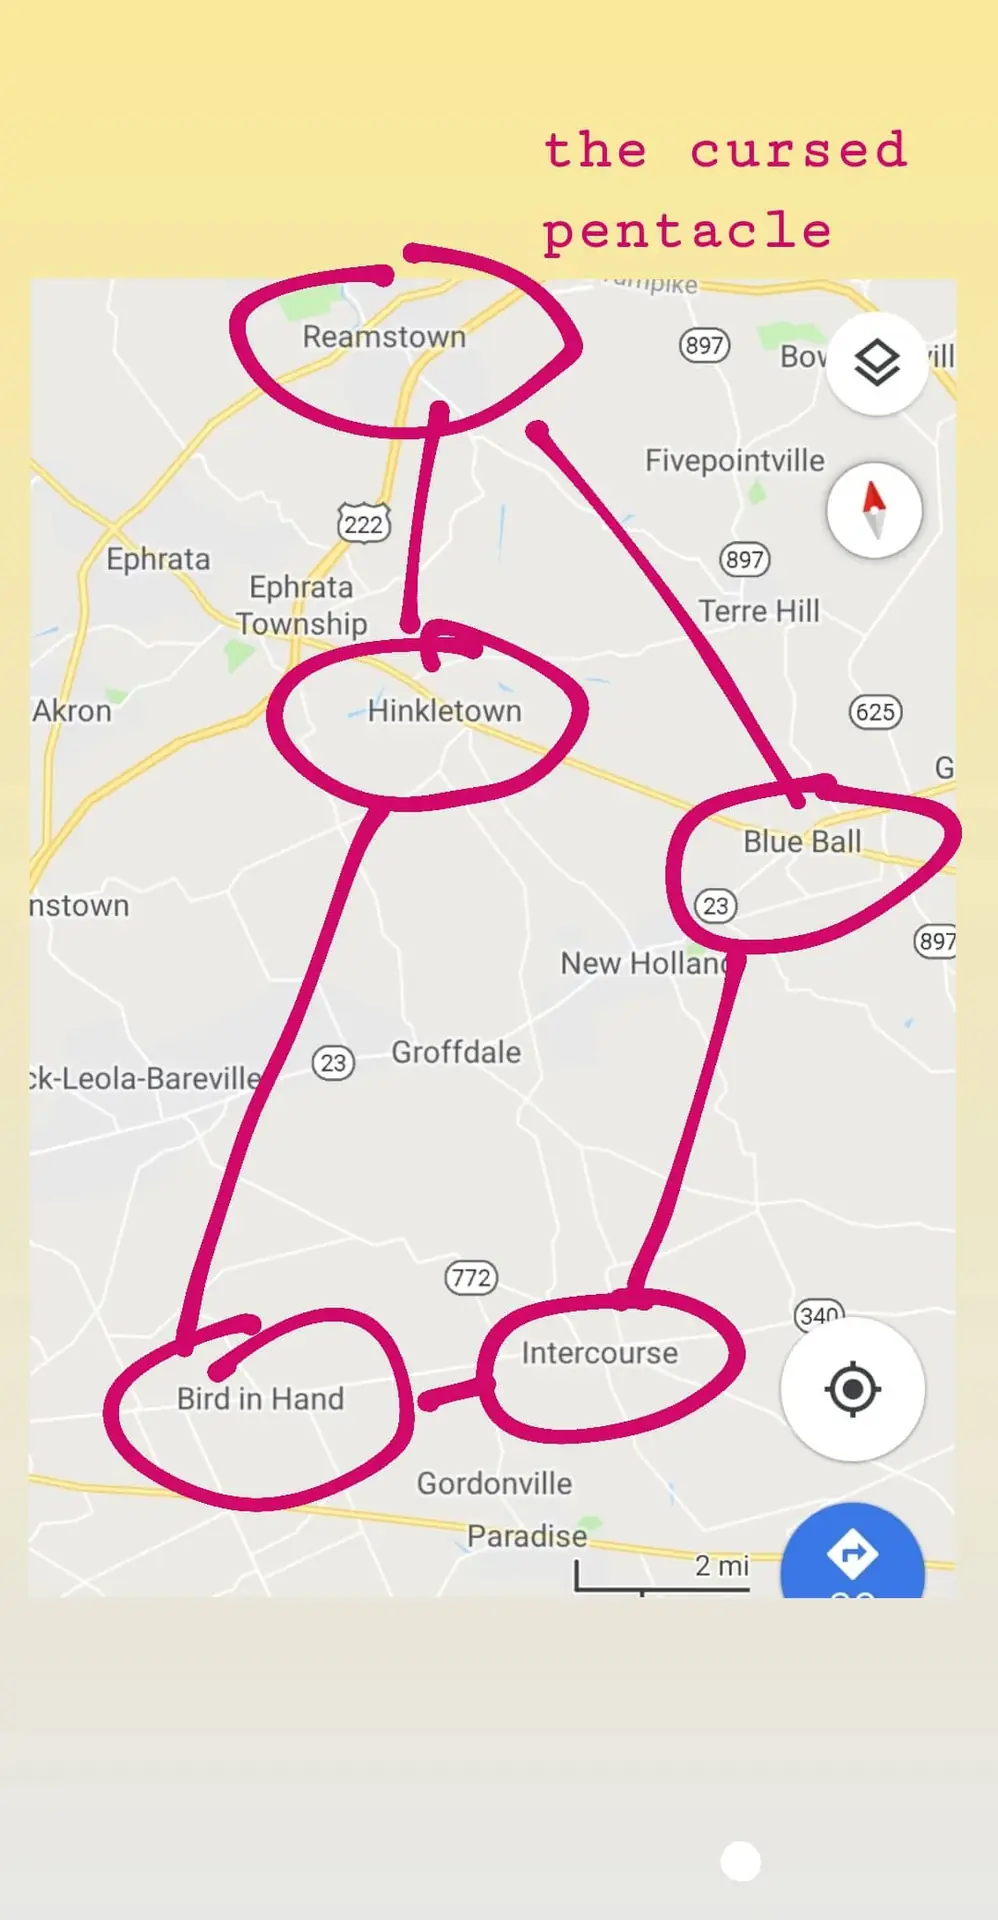 the cursed
pentacle
Reamstown
897
Fivepointville
222
897
Ephrata
Ephrata
Township
Terre Hill
Akron
Hinkletown
625
Blue Ball
nstown
23
897
New Holland
Groffdale
23
ck-Leola-Bareville
772
340
Intercourse
Bird in Hand
Gordonville
Paradise
2 mi